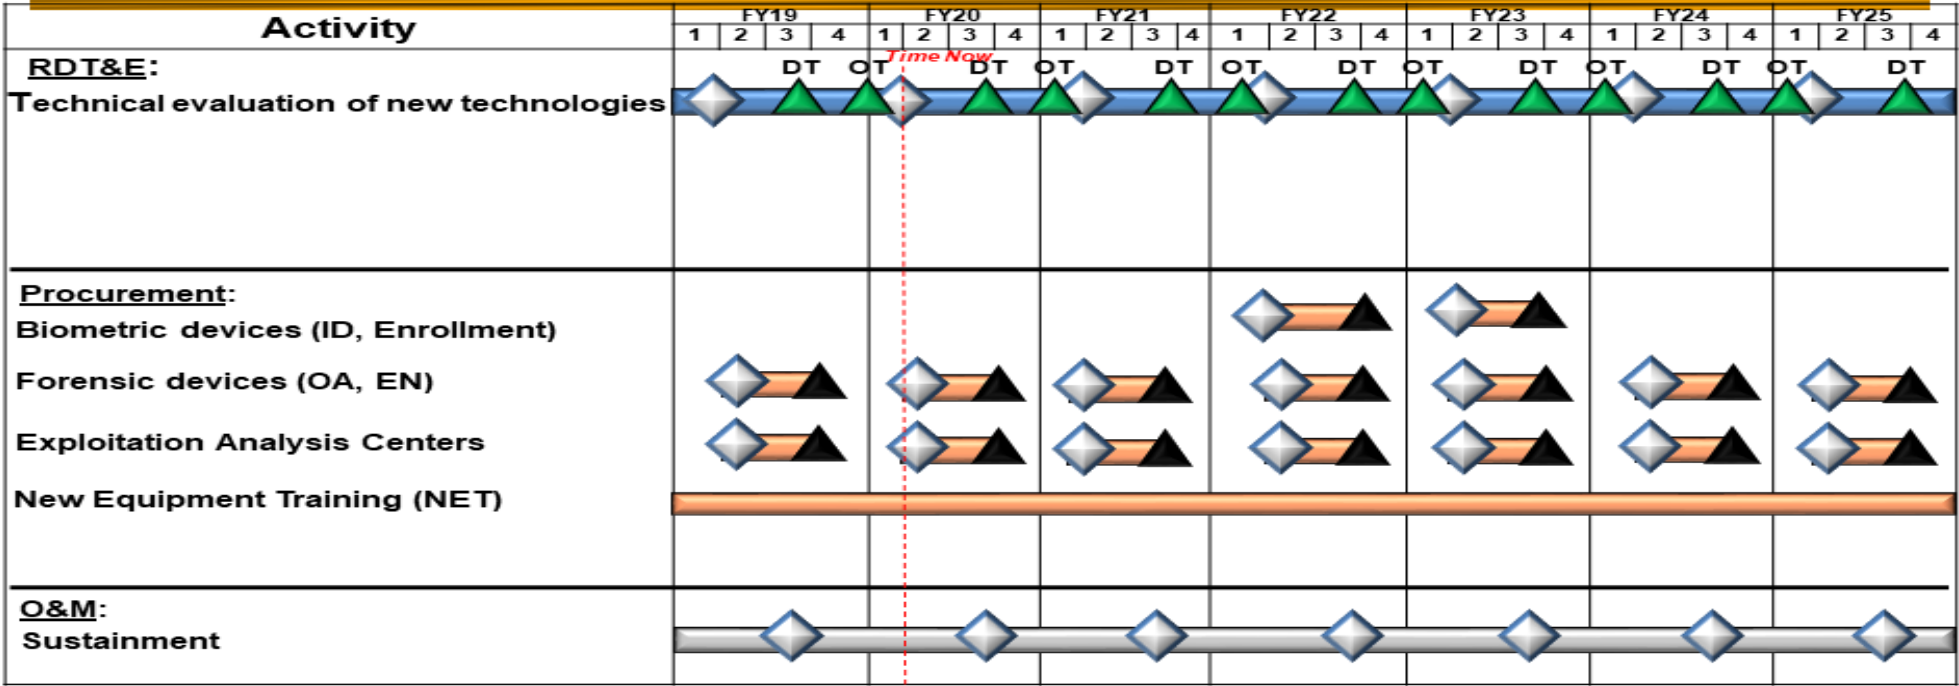 Activity
FY19 FY20 FY21 FY22 FY23 FY24 FY25
1 2 3 4 1 2 3 4 1 2 3 4 1 2 3 4 1 2 3 4 1 2 3 4 1 2 3 4
Time Now
RDT&E:
DT OT DT OT DT OT DT OT DT OT DT OT DT
Technical evaluation of new technologies
Procurement:
Biometric devices (ID, Enrollment)
Forensic devices (OA, EN)
Exploitation Analysis Centers
New Equipment Training (NET)
O&M:
Sustainment